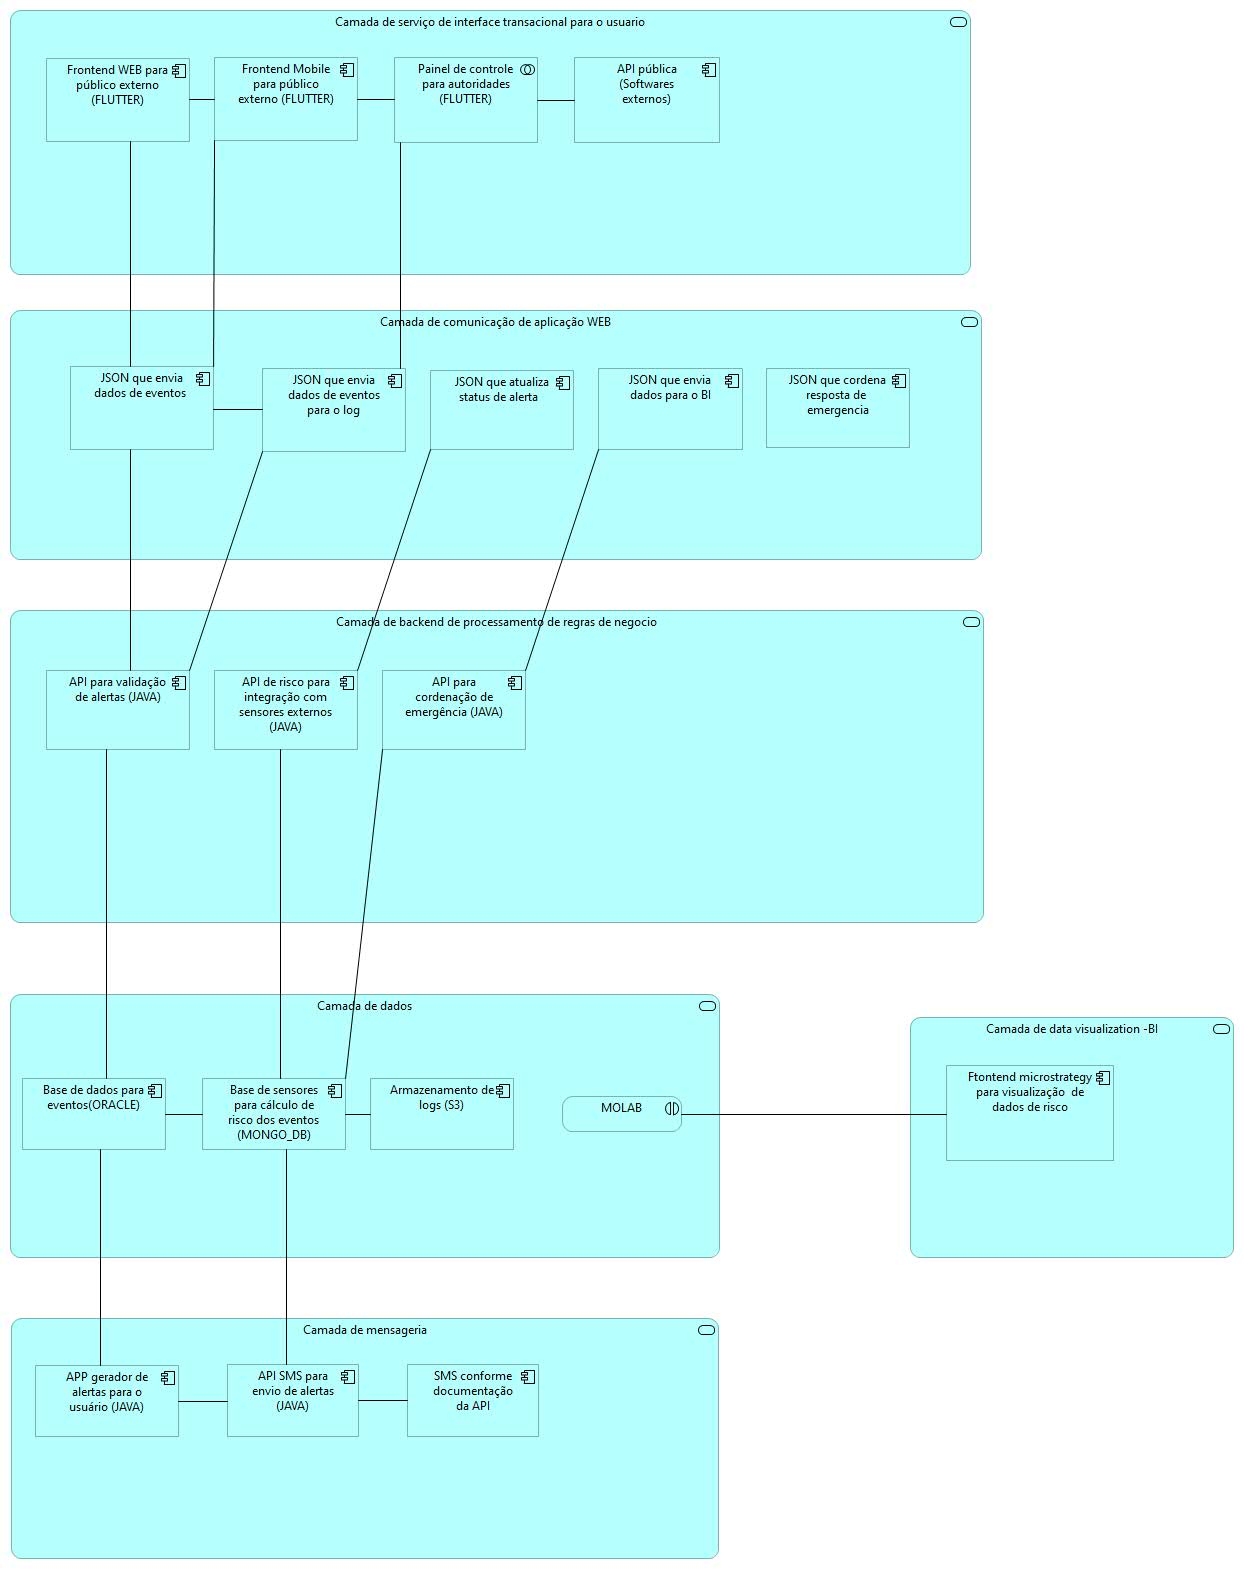 Camada de serviço de interface transacional para o usuario
Frontend WEB para
público externo
(FLUTTER)
Frontend Mobile
para público
externo (FLUTTER)
Painel de controle
para autoridades
(FLUTTER)
API pública
(Softwares
externos)
Camada de comunicação de aplicação WEB
JSON que envia
dados de eventos
JSON que envia
dados de eventos
para o log
JSON que atualiza
status de alerta
JSON que envia
dados para o BI
JSON que cordena
resposta de
emergencia
Camada de backend de processamento de regras de negocio
API para validação
de alertas (JAVA)
API de risco para
integração com
sensores externos
(JAVA)
API para
cordenação de
emergência (JAVA)
Camada de dados
Base de dados para
eventos(ORACLE)
Base de sensores
para cálculo de
risco dos eventos
(MONGO_DB)
Armazenamento de
logs (S3)
MOLAB
Camada de data visualization -BI
Ftontend microstrategy
para visualização  de
dados de risco
Camada de mensageria
APP gerador de
alertas para o
usuário (JAVA)
API SMS para
envio de alertas
(JAVA)
SMS conforme
documentação
da API